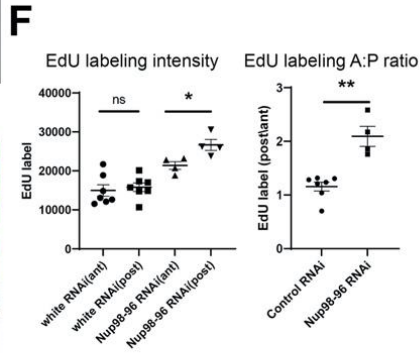 F
EdU labeling intensity
EdU labeling A:P ratio
40000
30000
20000
10000
0
EdU label
ns
*
white RNAi(ant)
white RNAi(post)
Nup98-96 RNAi(ant)
Nup98-96 RNAi(post)
3
2
1
0
EdU label (post\ant)
**
Control RNAi
Nup98-96 RNAi